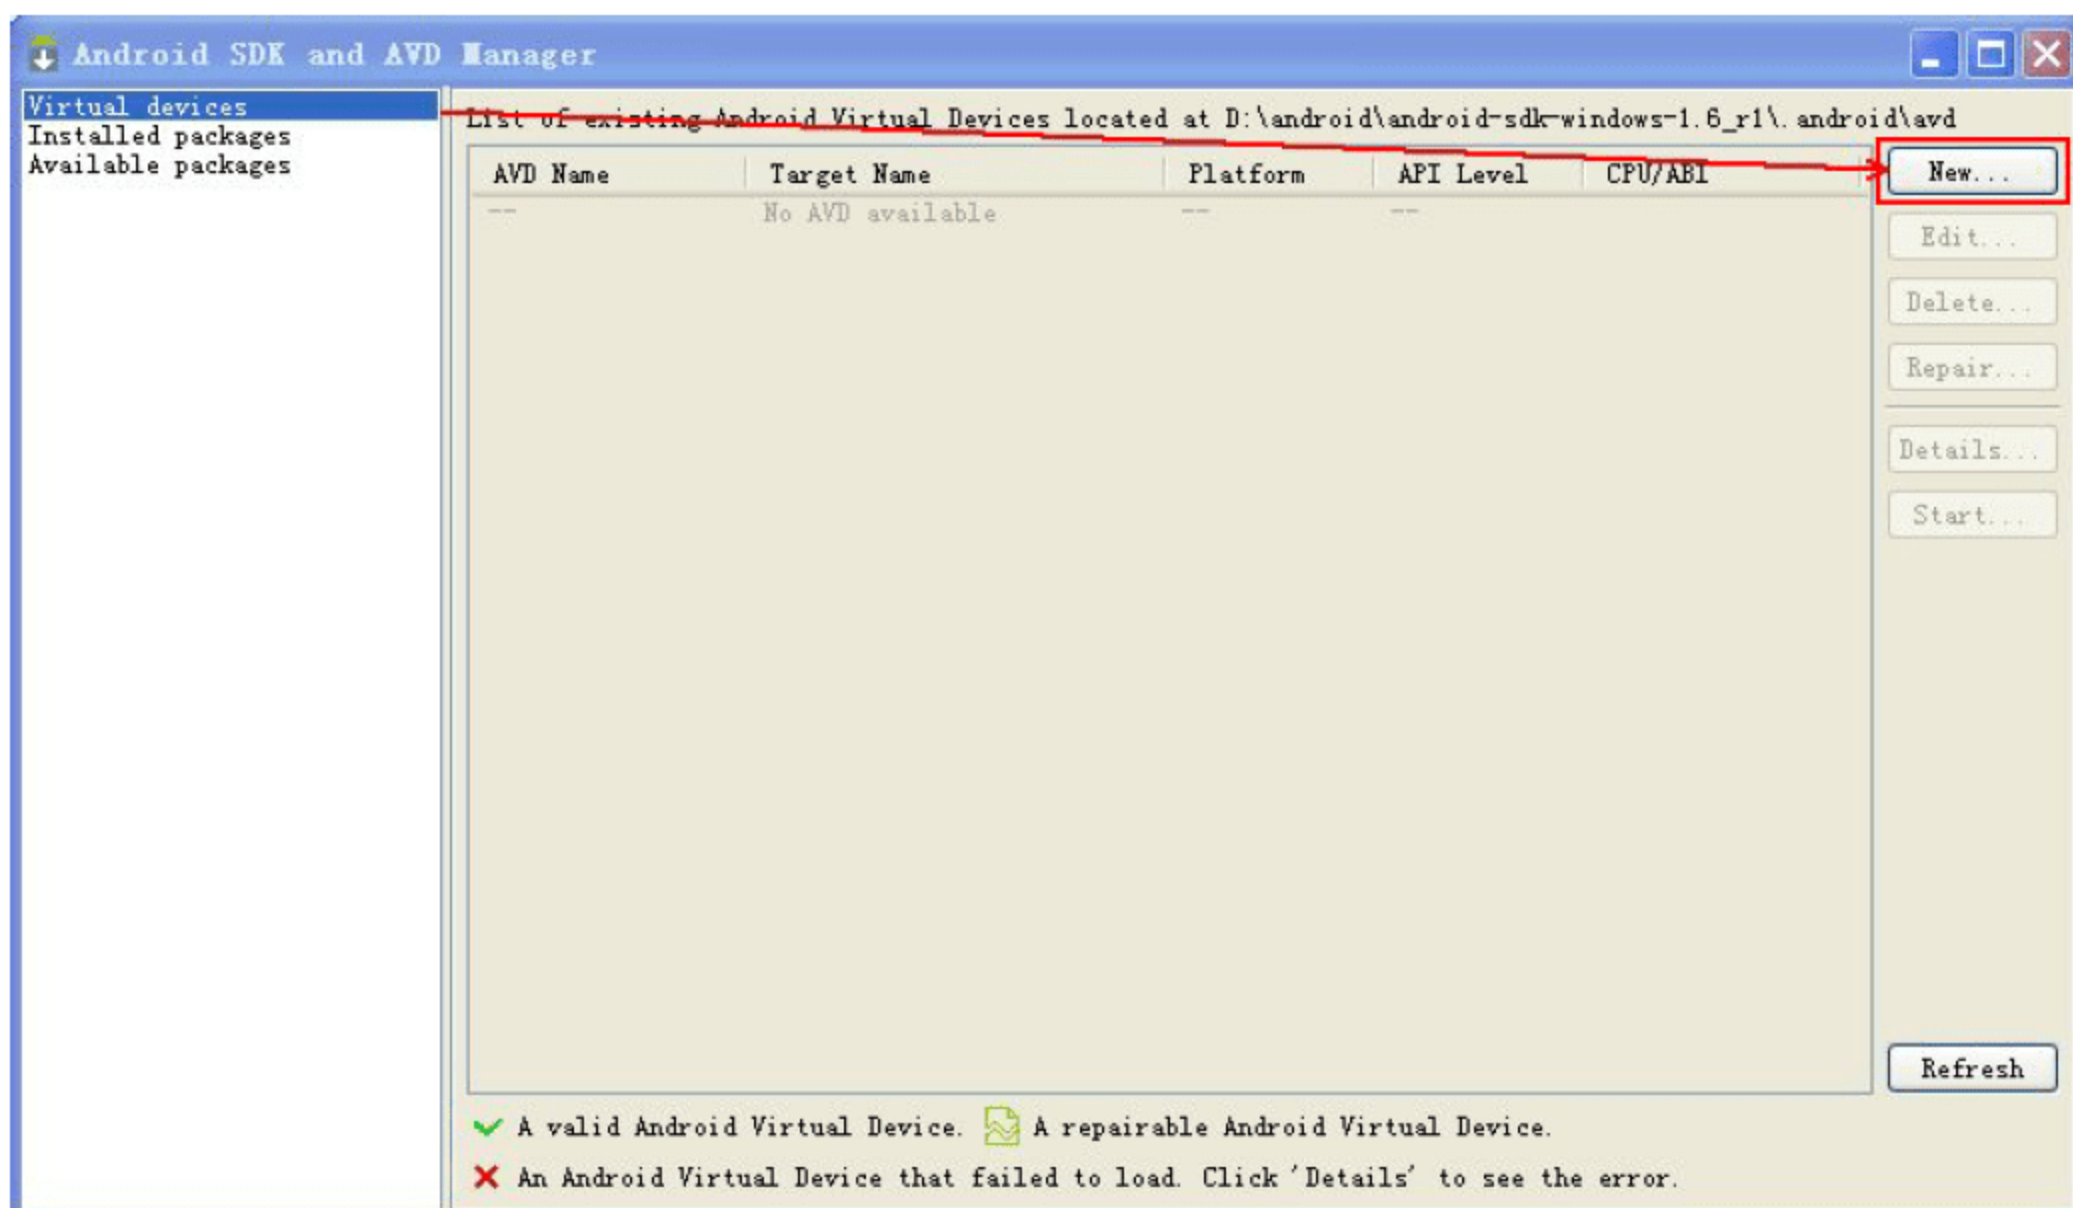 Android SDK and AVD Manager
Virtual devices
Installed packages
Available packages
List of existing Android Virtual Devices located at D:\android\android-sdk-windows-1.6_r1\.android\avd
AVD Name Target Name Platform API Level CPU/ABI
-- No AVD available -- --
New...
Edit...
Delete...
Repair...
Details...
Start...
Refresh
A valid Android Virtual Device. A repairable Android Virtual Device.
An Android Virtual Device that failed to load. Click 'Details' to see the error.